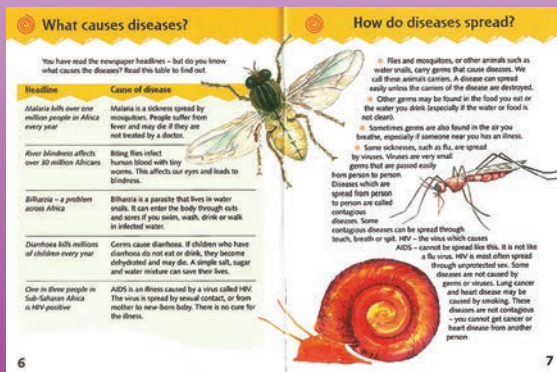 What causes diseases?
You have read the newspaper headlines – but do you know
what causes the diseases? Read this table to find out.
Headline Cause of disease
Malaria kills over one
million people in Africa
every year
Malaria is a sickness spread by
mosquitoes. People suffer from
fever and may die if they are
not treated by a doctor.
River blindness affects
over 30 million Africans
Biting flies infect
human blood with tiny
worms. This affects our eyes and leads to
blindness.
Bilharzia – a problem
across Africa
Bilharzia is a parasite that lives in water
snails. It can enter the body through cuts
and sores if you swim, wash, drink or walk
in infected water.
Diarrhoea kills millions
of children every year
Germs cause diarrhoea. If children who have
diarrhoea do not eat or drink, they become
dehydrated and may die. A simple salt, sugar
and water mixture can save their lives.
One in three people in
Sub-Saharan Africa
is HIV-positive
AIDS is an illness caused by a virus called HIV.
The virus is spread by sexual contact, or from
mother to new-born baby. There is no cure for
the illness.
6
How do diseases spread?
Flies and mosquitoes, or other animals such as
water snails, carry germs that cause diseases. We
call these animals carriers. A disease can spread
easily unless the carriers of the disease are destroyed.
Other germs may be found in the food you eat or
the water you drink (especially if the water or food is
not clean).
Sometimes germs are also found in the air you
breathe, especially if someone near you has an illness.
Some sicknesses, such as flu, are spread
by viruses. Viruses are very small
germs that are passed easily
from person to person.
Diseases which are
spread from person
to person are called
contagious
diseases. Some
contagious diseases can be spread through
touch, breath or spit. HIV – the virus which causes
AIDS – cannot be spread like this. It is not like
a flu virus. HIV is most often spread
through unprotected sex. Some
diseases are not caused by
germs or viruses. Lung cancer
and heart disease may be
caused by smoking. These
diseases are not contagious
– you cannot get cancer or
heart disease from another
person.
7